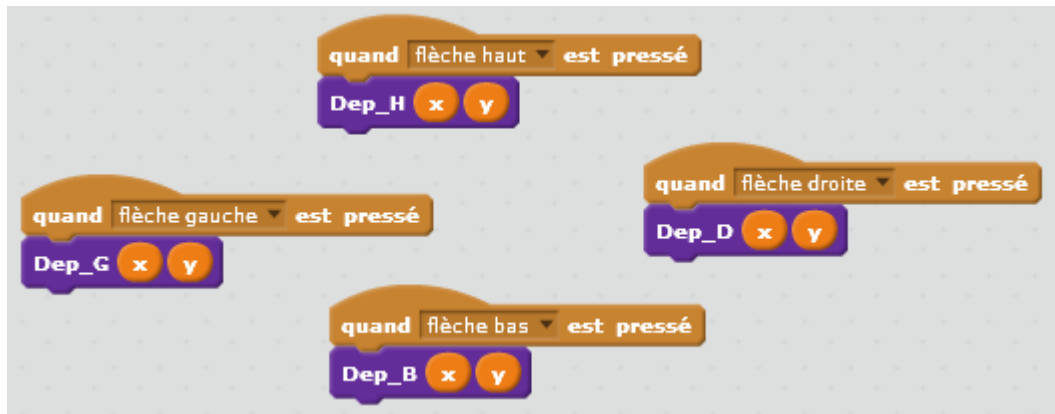 quand flèche haut est pressé
Dep_H x y
quand flèche gauche est pressé
Dep_G x y
quand flèche droite est pressé
Dep_D x y
quand flèche bas est pressé
Dep_B x y